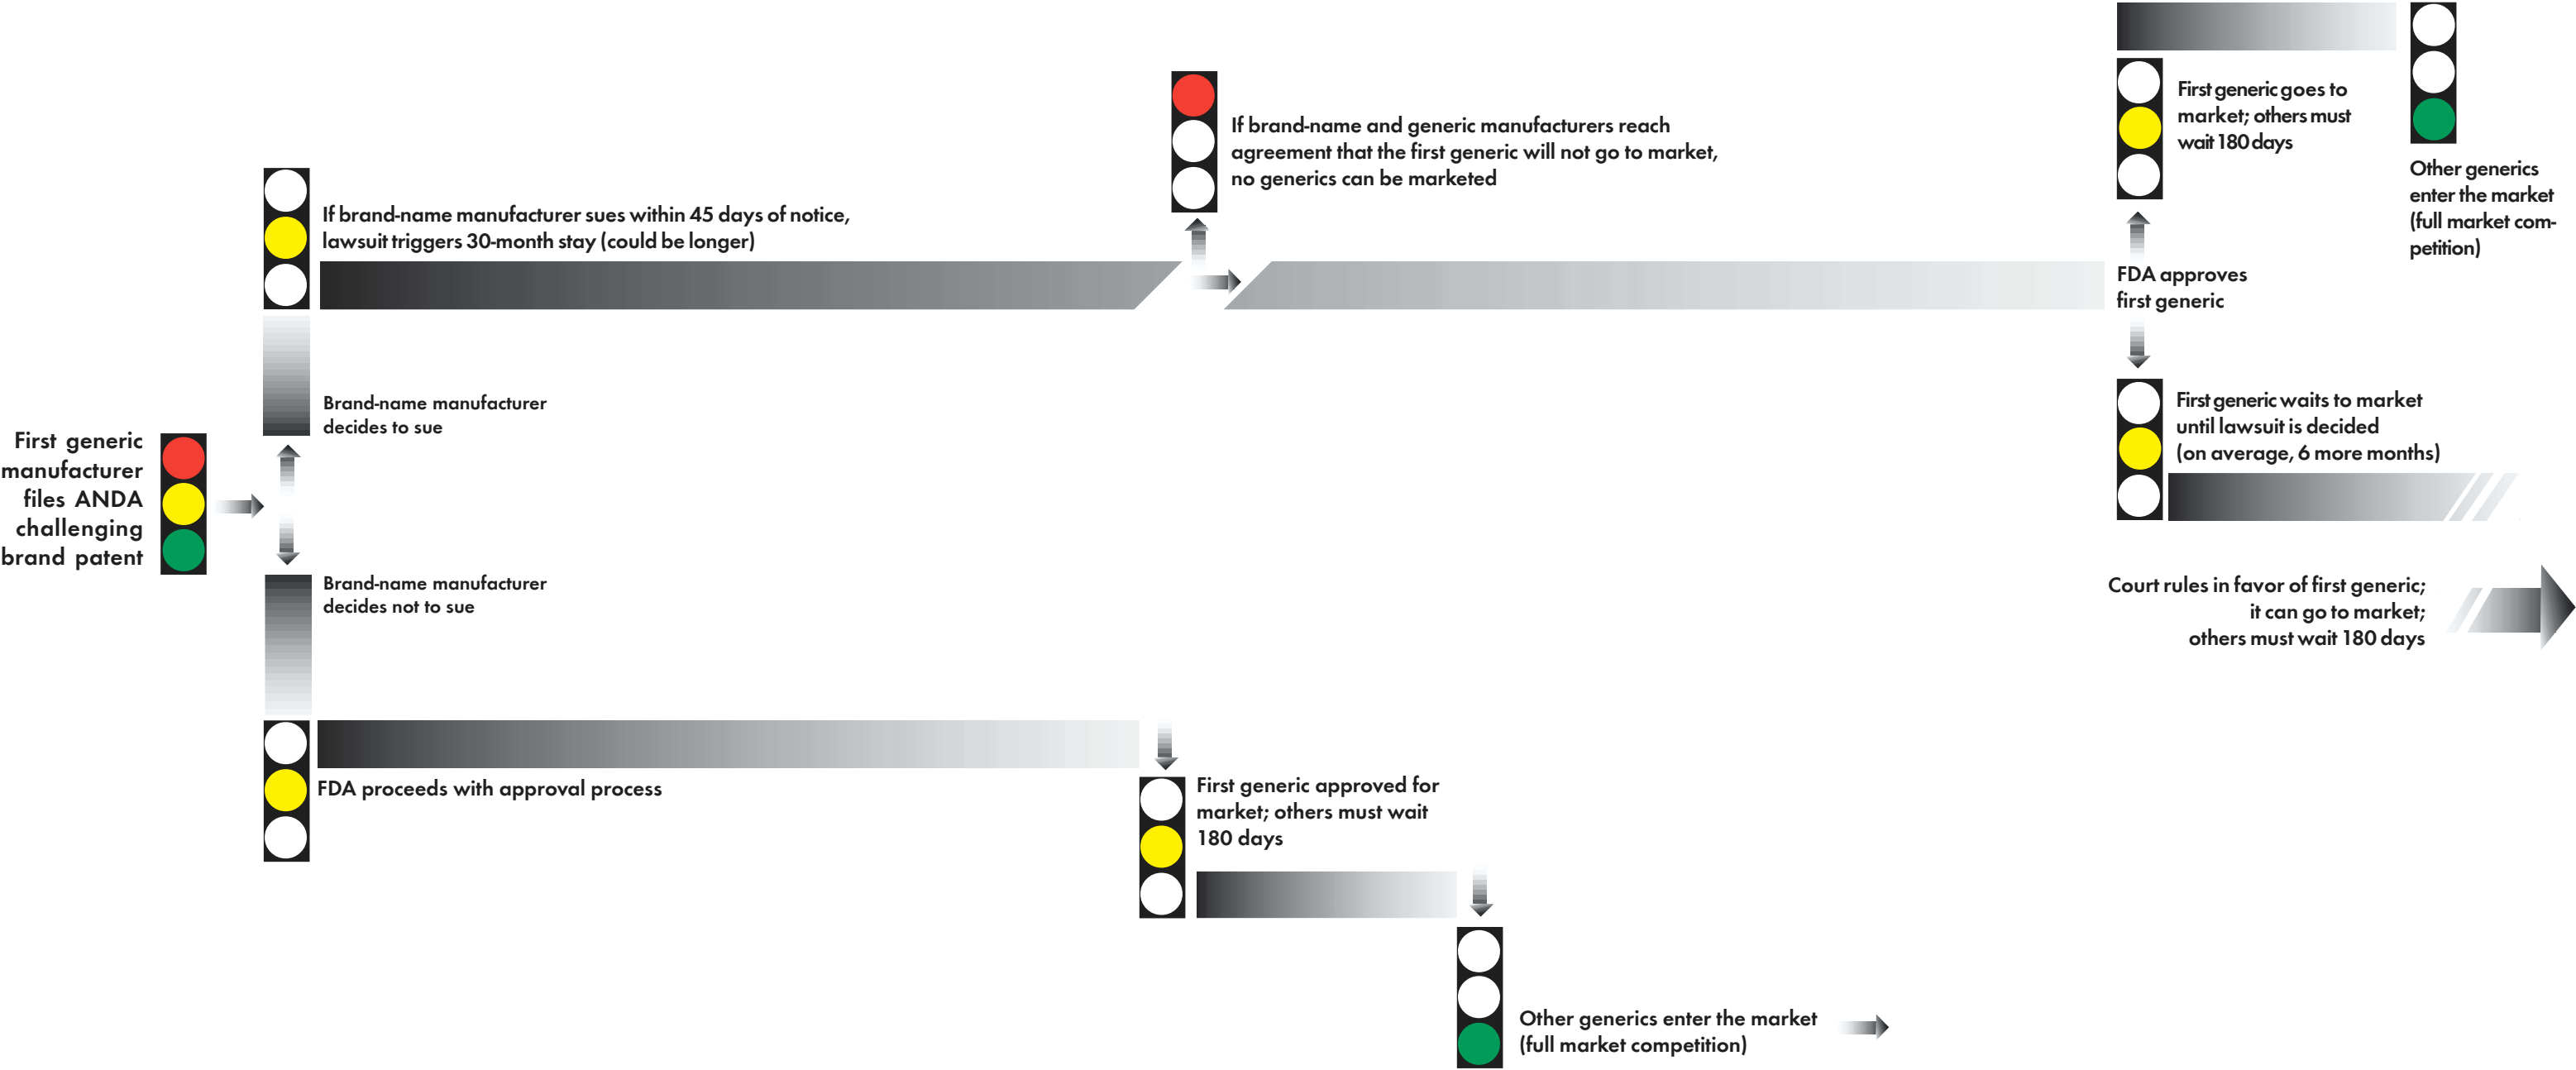 First generic
manufacturer
files ANDA
challenging
brand patent
If brand-name manufacturer sues within 45 days of notice,
lawsuit triggers 30-month stay (could be longer)
Brand-name manufacturer
decides to sue
Brand-name manufacturer
decides not to sue
FDA proceeds with approval process
If brand-name and generic manufacturers reach
agreement that the first generic will not go to market,
no generics can be marketed
First generic approved for
market; others must wait
180 days
Other generics enter the market
(full market competition)
First generic goes to
market; others must
wait 180 days
Other generics
enter the market
(full market com-
petition)
FDA approves
first generic
First generic waits to market
until lawsuit is decided
(on average, 6 more months)
Court rules in favor of first generic;
it can go to market;
others must wait 180 days